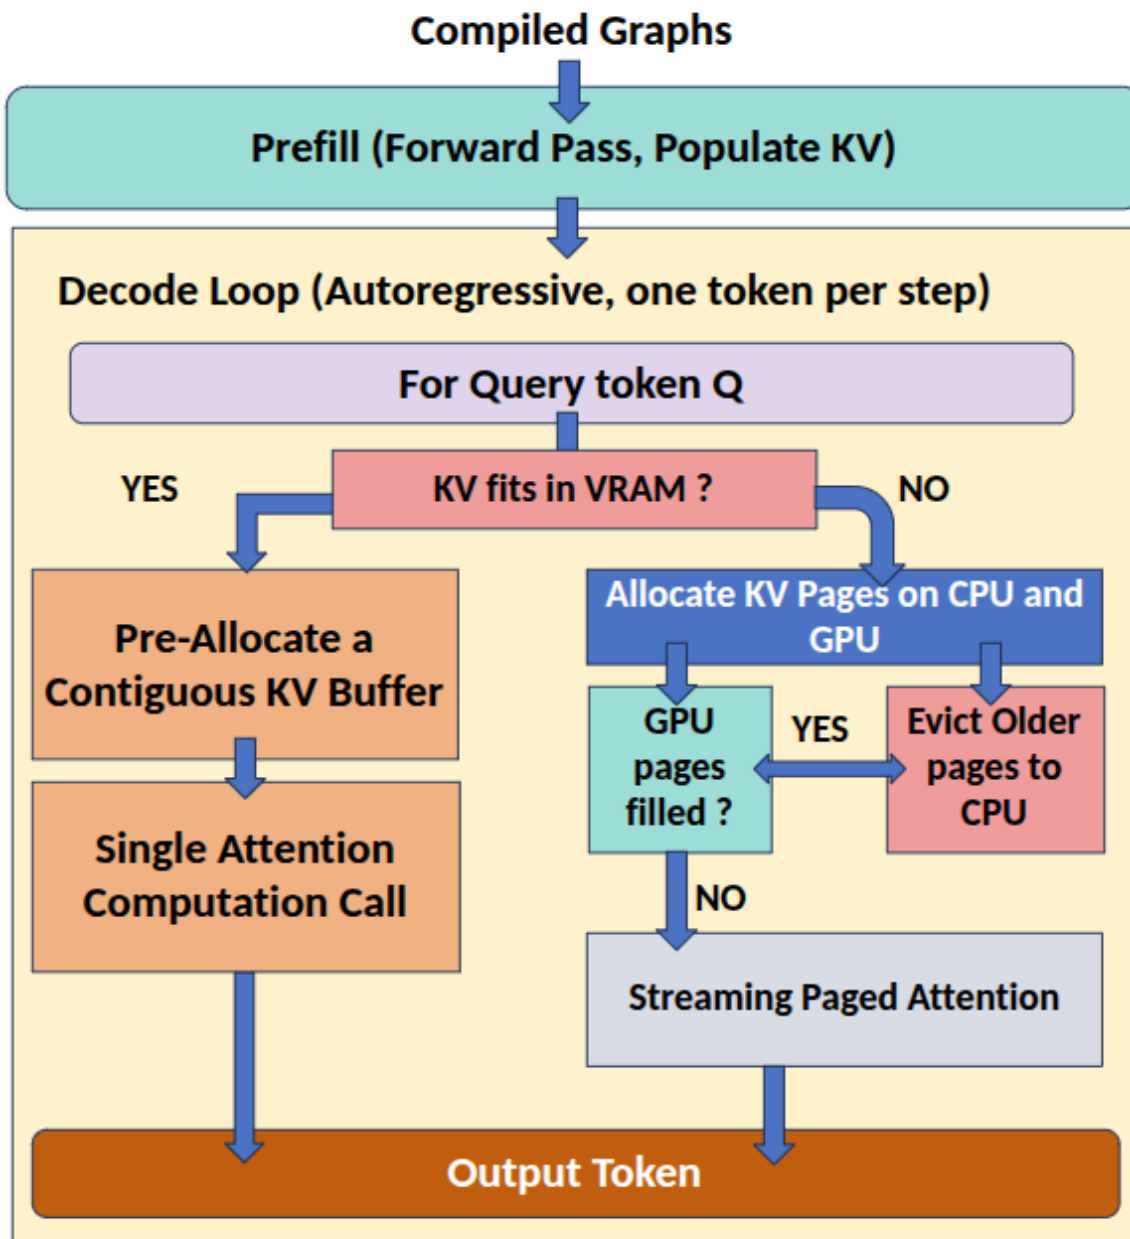 Compiled Graphs
Prefill (Forward Pass, Populate KV)
Decode Loop (Autoregressive, one token per step)
For Query token Q
YES
KV fits in VRAM ?
NO
Pre-Allocate a
Contiguous KV Buffer
Single Attention
Computation Call
Allocate KV Pages on CPU and
GPU
GPU
pages
filled ?
YES
Evict Older
pages to
CPU
NO
Streaming Paged Attention
Output Token